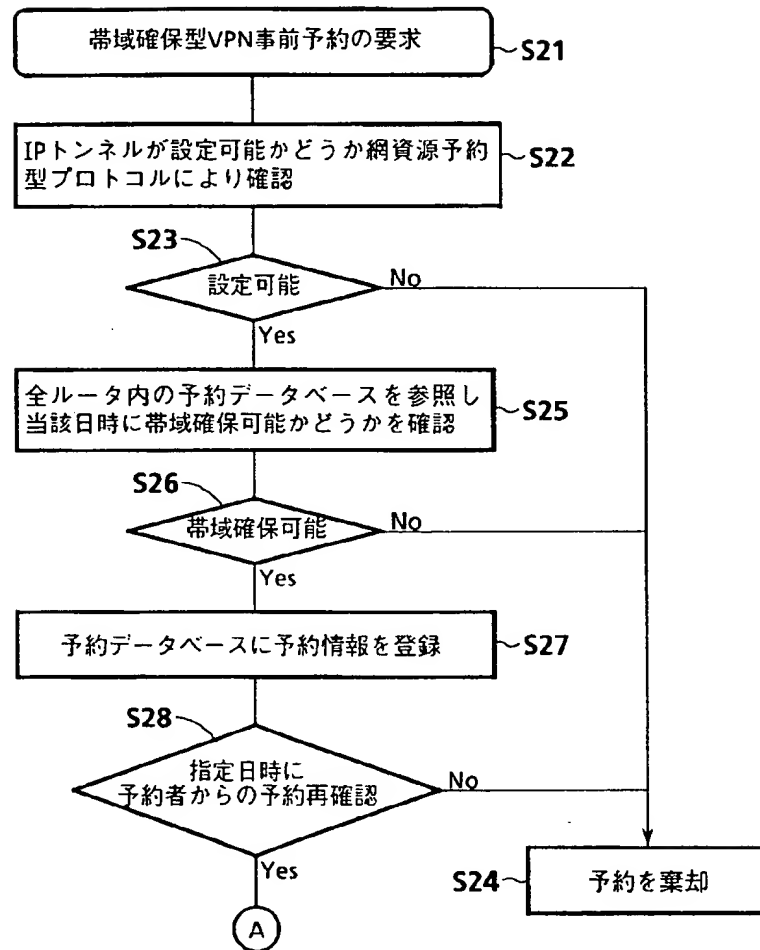 帯域確保型VPN事前予約の要求
S21
IPトンネルが設定可能かどうか網資源予約
型プロトコルにより確認
S22
S23
設定可能
No
Yes
全ルータ内の予約データベースを参照し
当該日時に帯域確保可能かどうかを確認
S25
S26
帯域確保可能
No
Yes
予約データベースに予約情報を登録
S27
S28
指定日時に
予約者からの予約再確認
No
Yes
S24
予約を棄却
A